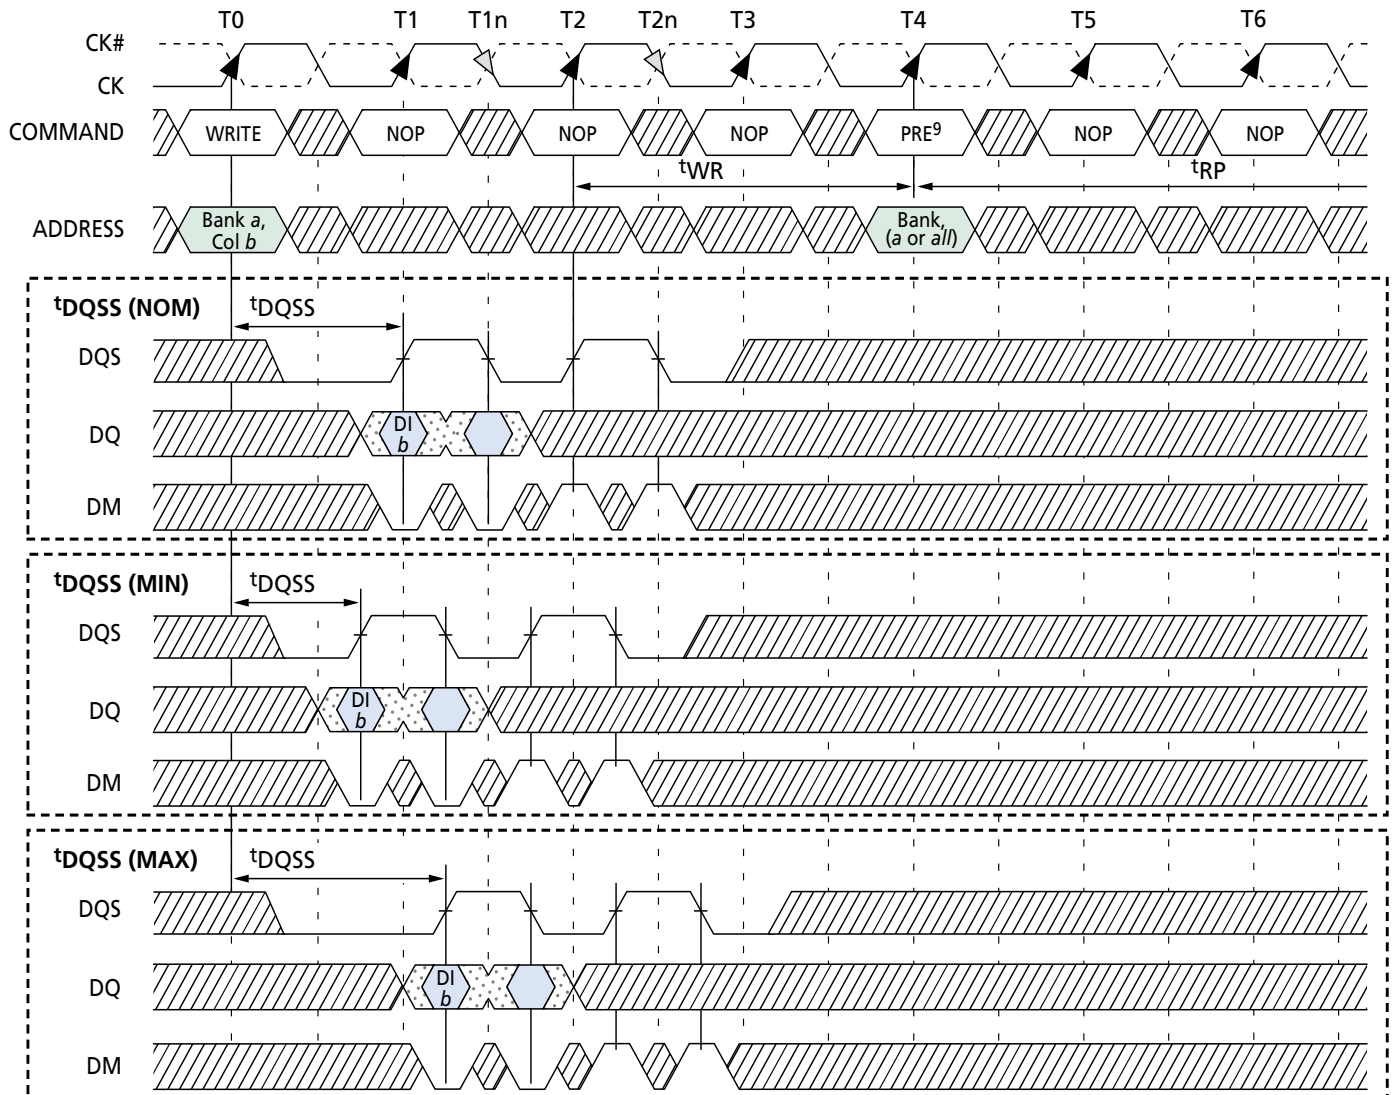 T0 T1 T1n T2 T2n T3 T4 T5 T6
CK#
CK
COMMAND WRITE NOP NOP NOP PRE9 NOP NOP
tWR tRP
ADDRESS Bank a, Col b Bank, (a or all)
tDQSS (NOM) tDQSS
DQS
DQ DI b
DM
tDQSS (MIN) tDQSS
DQS
DQ DI b
DM
tDQSS (MAX) tDQSS
DQS
DQ DI b
DM